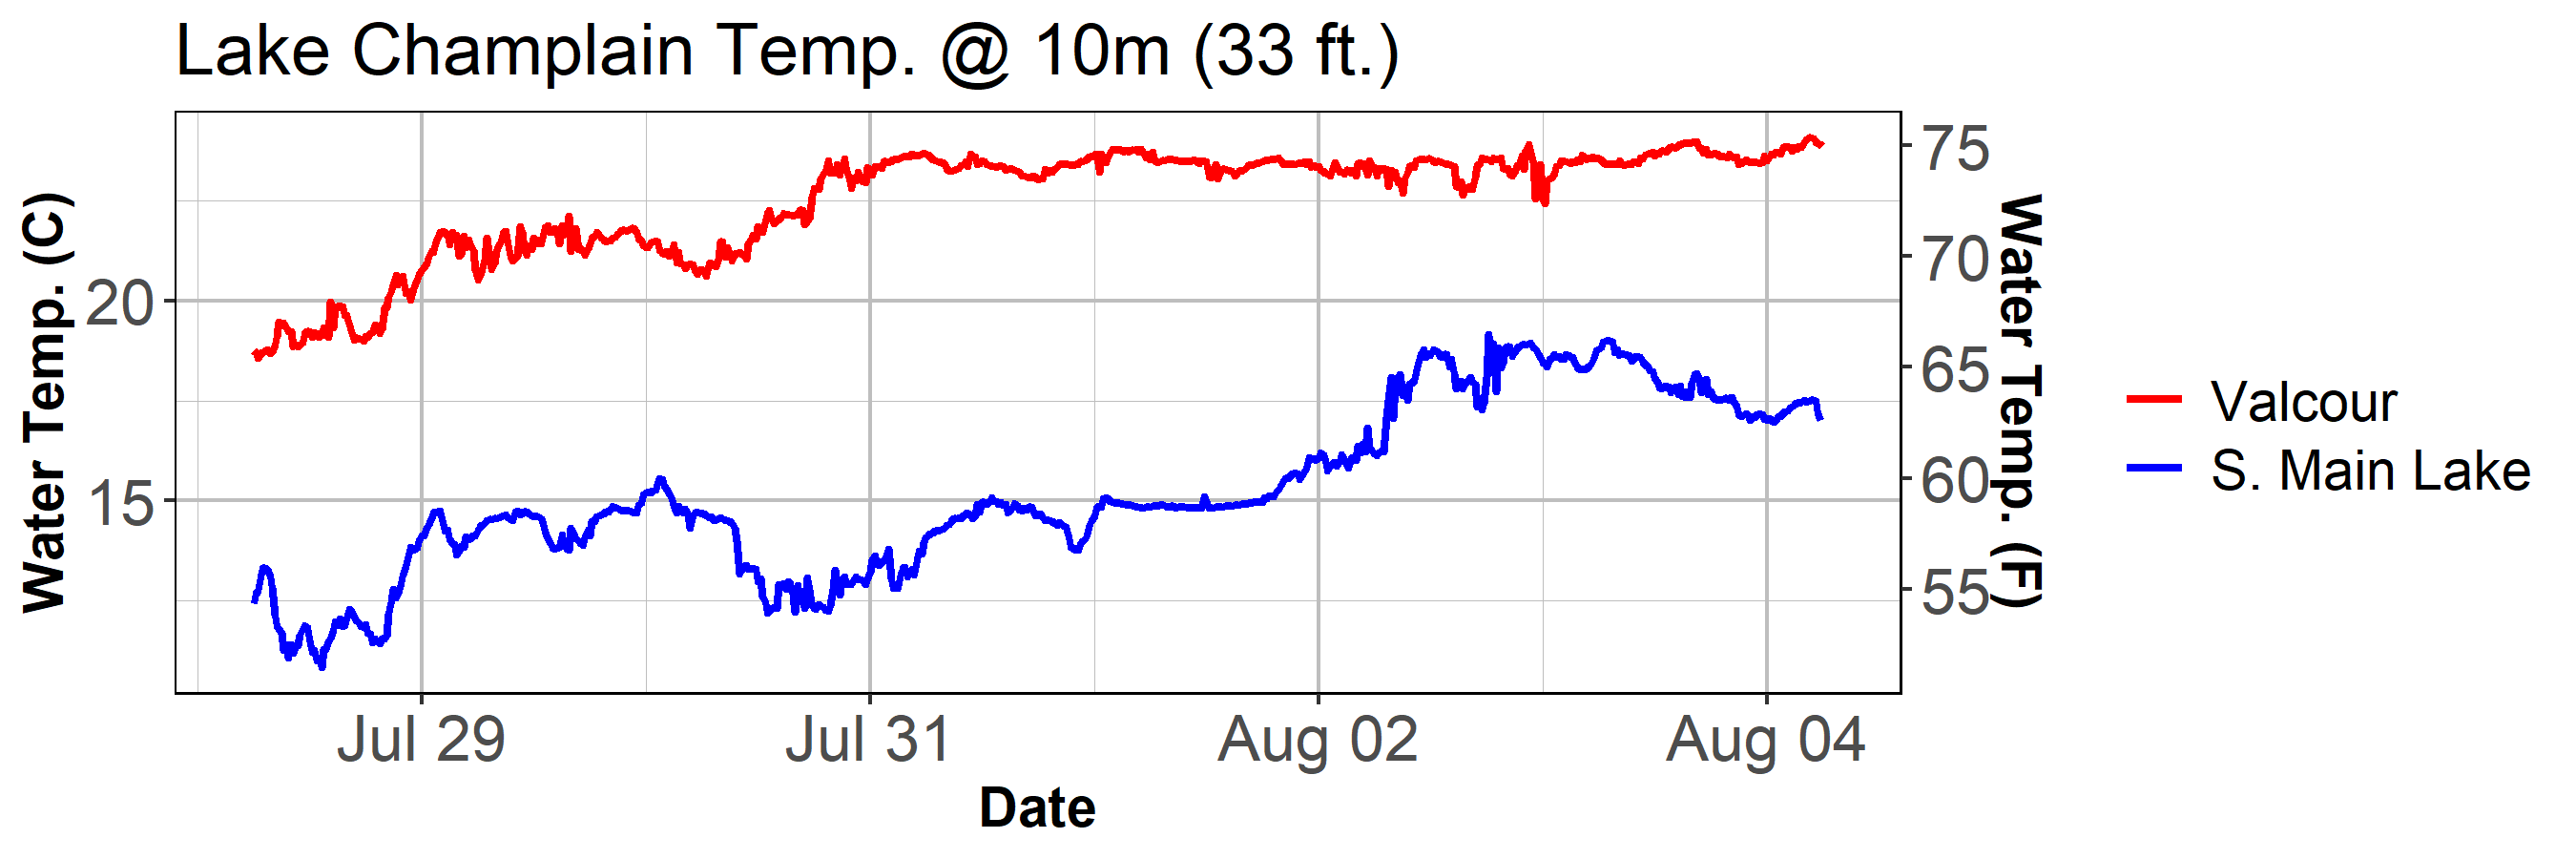 Lake Champlain Temp. @ 10m (33 ft.)
Water Temp. (C)
20
15
75
70
65
60
55
Water Temp. (F)
Jul 29
Jul 31
Aug 02
Aug 04
Date
Valcour
S. Main Lake